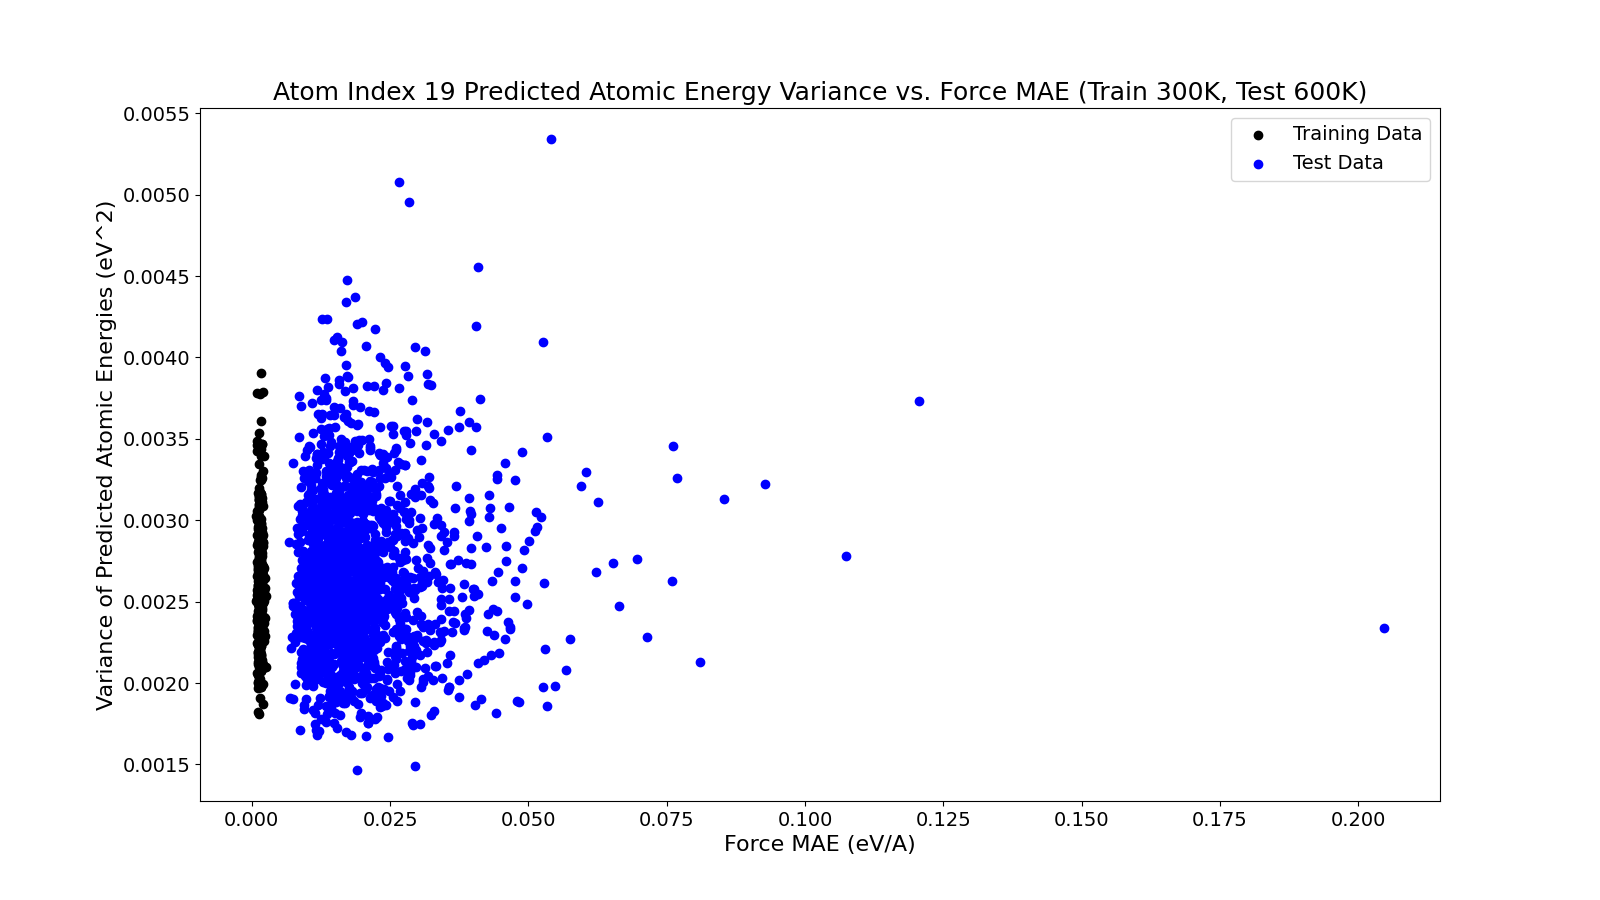 Atom Index 19 Predicted Atomic Energy Variance vs. Force MAE (Train 300K, Test 600K)
Training Data
Test Data
Variance of Predicted Atomic Energies (eV^2)
0.0055
0.0050
0.0045
0.0040
0.0035
0.0030
0.0025
0.0020
0.0015
0.000 0.025 0.050 0.075 0.100 0.125 0.150 0.175 0.200
Force MAE (eV/A)